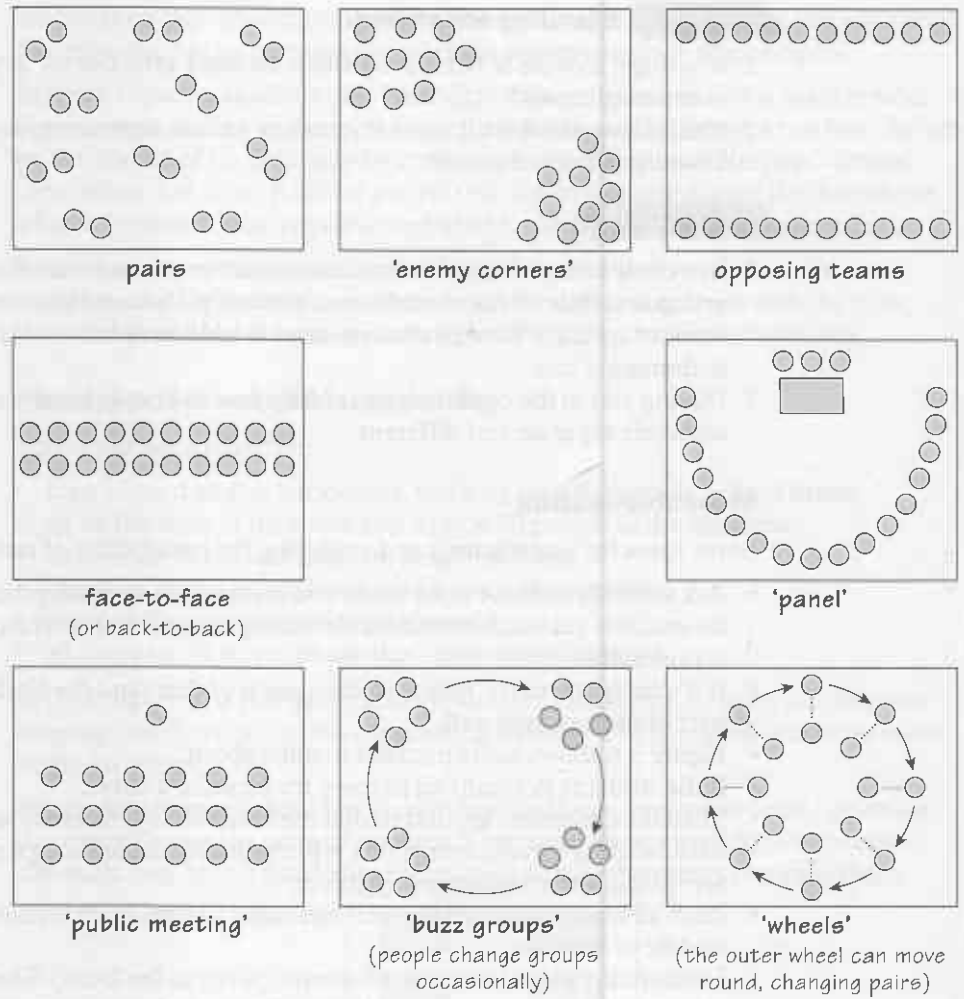 pairs
'enemy corners'
opposing teams
face-to-face
(or back-to-back)
'panel'
'public meeting'
'buzz groups'
(people change groups
occasionally)
'wheels'
(the outer wheel can move
round, changing pairs)